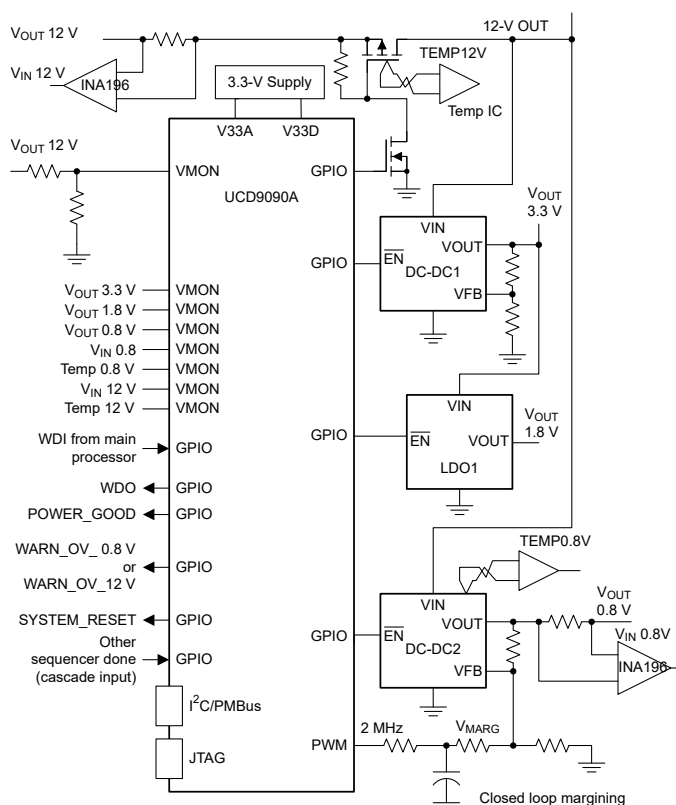 12-V OUT
VOUT 12 V
TEMP12V
VIN 12 V
INA196
3.3-V Supply
Temp IC
V33A
V33D
VOUT 12 V
VMON
GPIO
UCD9090A
VOUT
3.3 V
VIN
VOUT
GPIO
EN
DC-DC1
VFB
VOUT 3.3 V
VMON
VOUT 1.8 V
VMON
VOUT 0.8 V
VMON
VIN 0.8
VMON
Temp 0.8 V
VMON
VIN 12 V
VMON
Temp 12 V
VMON
VIN
VOUT
1.8 V
GPIO
EN
VOUT
LDO1
WDI from main
processor
GPIO
WDO
GPIO
POWER_GOOD
GPIO
WARN_OV_ 0.8 V
or
WARN_OV_12 V
GPIO
TEMP0.8V
SYSTEM_RESET
GPIO
Other
sequencer done
(cascade input)
GPIO
VIN
VOUT
GPIO
EN
DC-DC2
VFB
VOUT
0.8 V
VIN 0.8V
INA196
I2C/PMBus
JTAG
PWM
2 MHz
VMARG
Closed loop margining